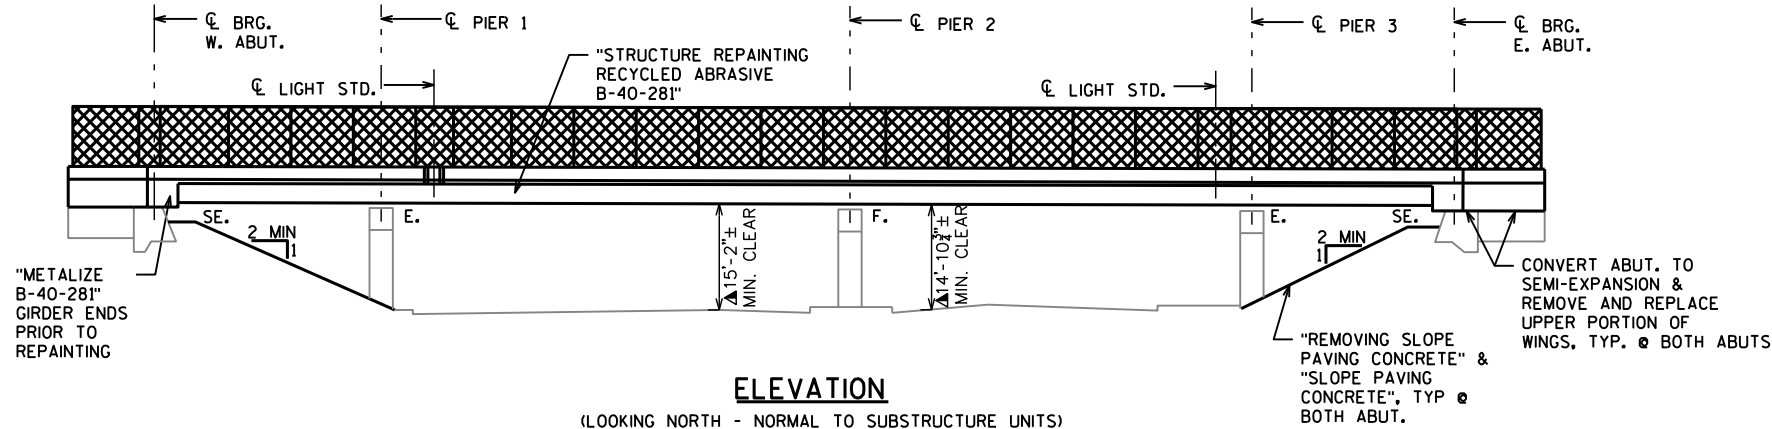 ℄ BRG.
W. ABUT.
℄ PIER 1
℄ PIER 2
℄ PIER 3
℄ BRG.
E. ABUT.
℄ LIGHT STD.
"STRUCTURE REPAINTING
RECYCLED ABRASIVE
B-40-281"
℄ LIGHT STD.
SE.
E.
F.
E.
SE.
2 MIN
1
▲15'-2"±
MIN. CLEAR
▲14'-10¾"±
MIN. CLEAR
2 MIN
1
"METALIZE
B-40-281"
GIRDER ENDS
PRIOR TO
REPAINTING
CONVERT ABUT. TO
SEMI-EXPANSION &
REMOVE AND REPLACE
UPPER PORTION OF
WINGS, TYP. @ BOTH ABUTS
"REMOVING SLOPE
PAVING CONCRETE" &
"SLOPE PAVING
CONCRETE", TYP @
BOTH ABUT.
ELEVATION
(LOOKING NORTH - NORMAL TO SUBSTRUCTURE UNITS)